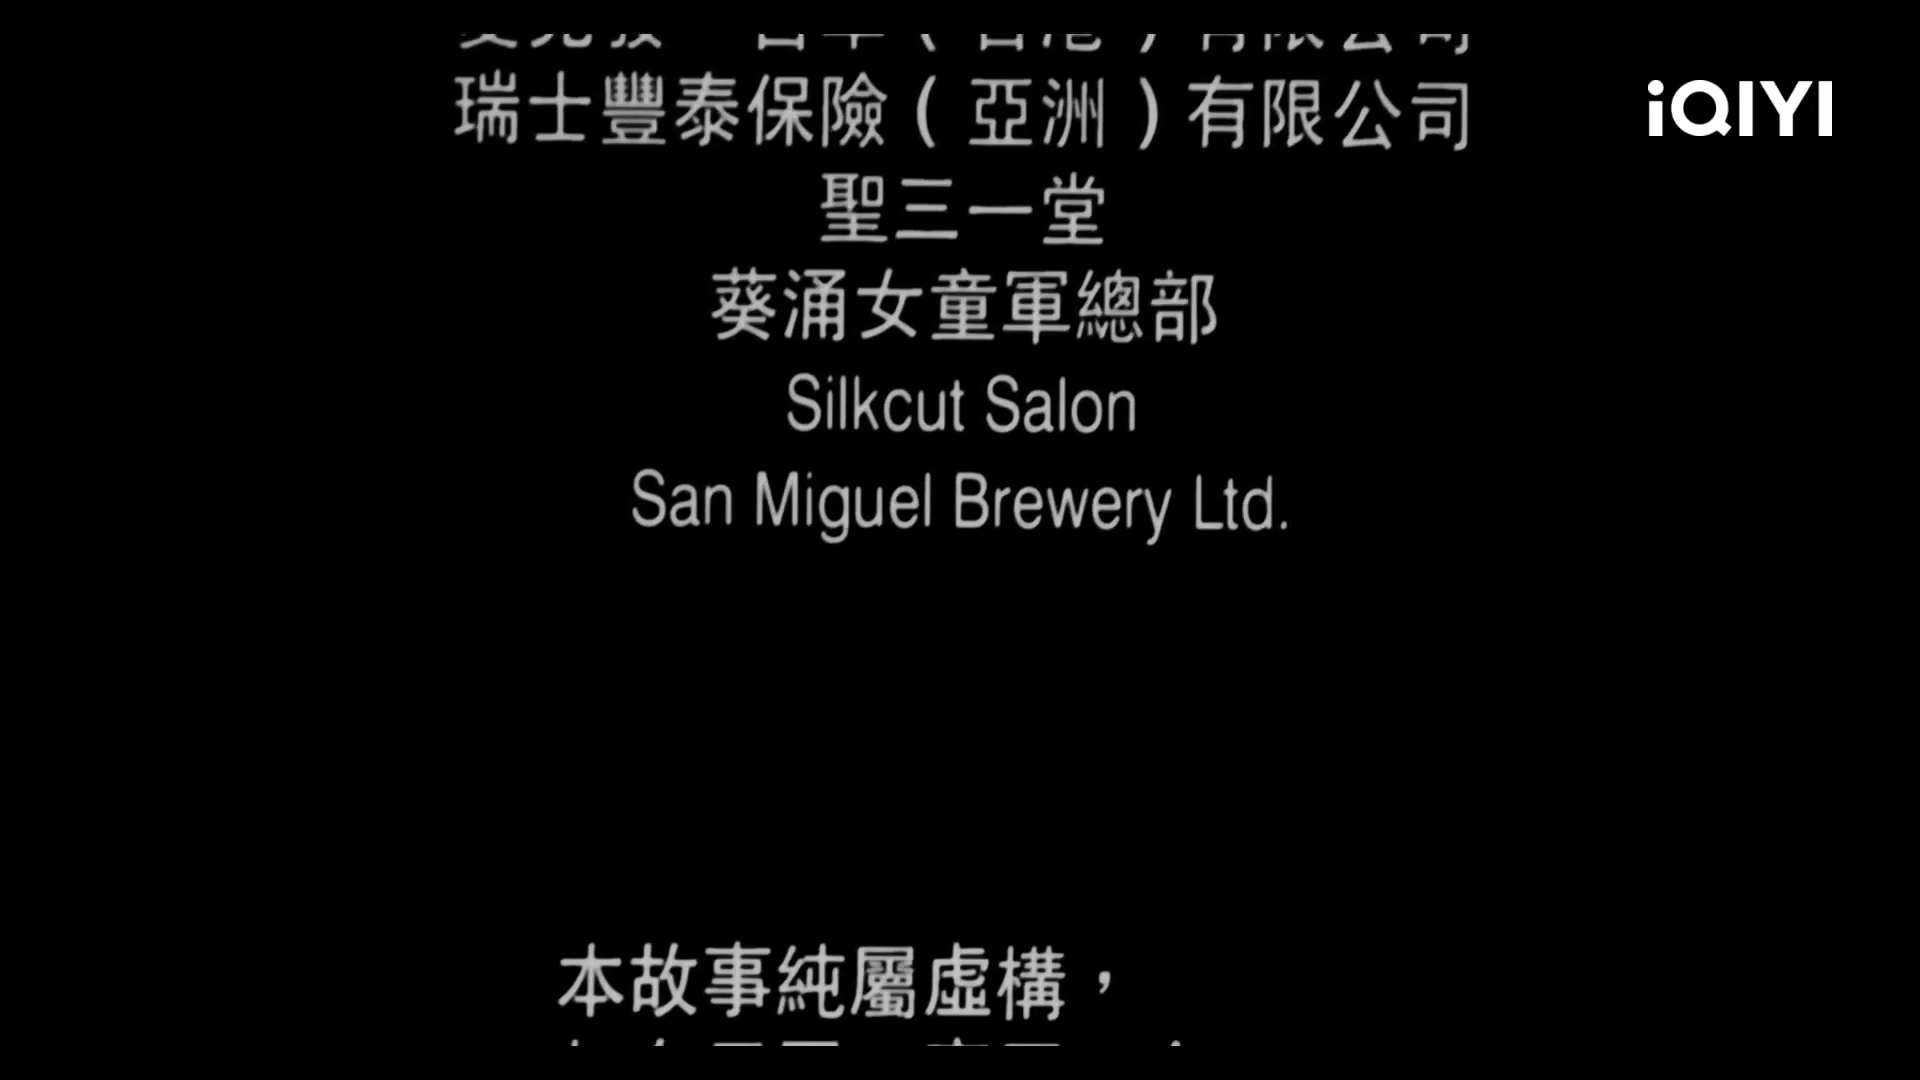 iQIYI
瑞士豐泰保險(亞洲)有限公司
聖三一堂
葵涌女童軍總部
Silkcut Salon
San Miguel Brewery Ltd.
本故事純屬虛構，